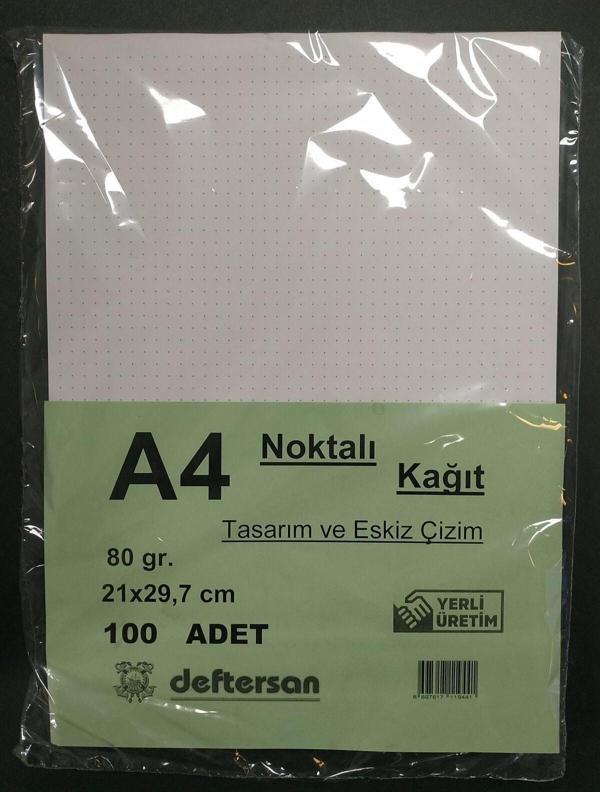 A4 Noktalı Kağıt
Tasarım ve Eskiz Çizim
80 gr.
21x29,7 cm
100 ADET
YERLİ
ÜRETİM
deftersan